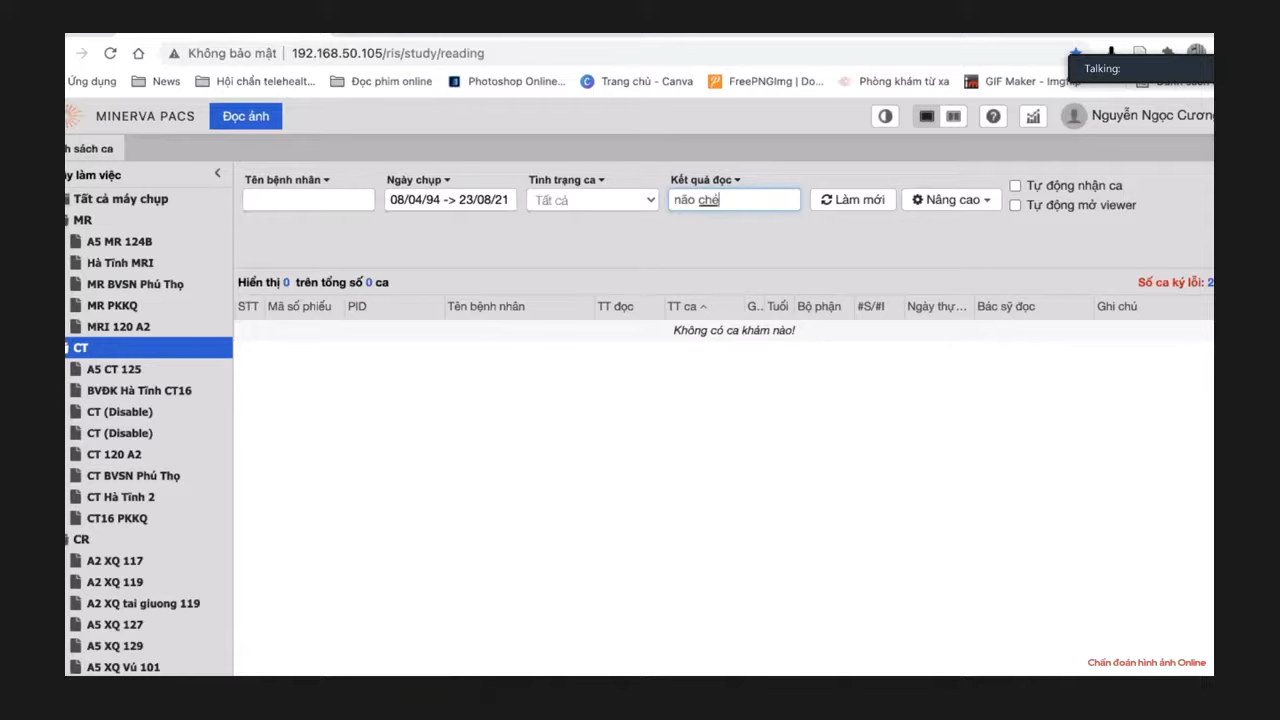 Không bảo mật | 192.168.50.105/ris/study/reading
Talking:
Ứng dụng News Hội chẩn telehealt... Đọc phim online Photoshop Online... Trang chủ - Canva FreePNGImg | Do... Phòng khám từ xa GIF Maker - Imgfli
MINERVA PACS Đọc ảnh Nguyễn Ngọc Cương
h sách ca
y làm việc
Tên bệnh nhân Ngày chụp Tình trạng ca Kết quả đọc
08/04/94 -> 23/08/21 Tất cả não chẻ Làm mới Nâng cao
Tự động nhận ca
Tự động mở viewer
Tất cả máy chụp
MR
A5 MR 124B
Hà Tĩnh MRI
MR BVSN Phú Thọ
MR PKKQ
MRI 120 A2
CT
A5 CT 125
BVĐK Hà Tĩnh CT16
CT (Disable)
CT (Disable)
CT 120 A2
CT BVSN Phú Thọ
CT Hà Tĩnh 2
CT16 PKKQ
CR
A2 XQ 117
A2 XQ 119
A2 XQ tai giuong 119
A5 XQ 127
A5 XQ 129
A5 XQ Vú 101
Hiển thị 0 trên tổng số 0 ca Số ca ký lỗi: 2
STT Mã số phiếu PID Tên bệnh nhân TT đọc TT ca G.. Tuổi Bộ phận #S/#I Ngày thự... Bác sỹ đọc Ghi chú
Không có ca khám nào!
Chẩn đoán hình ảnh Online